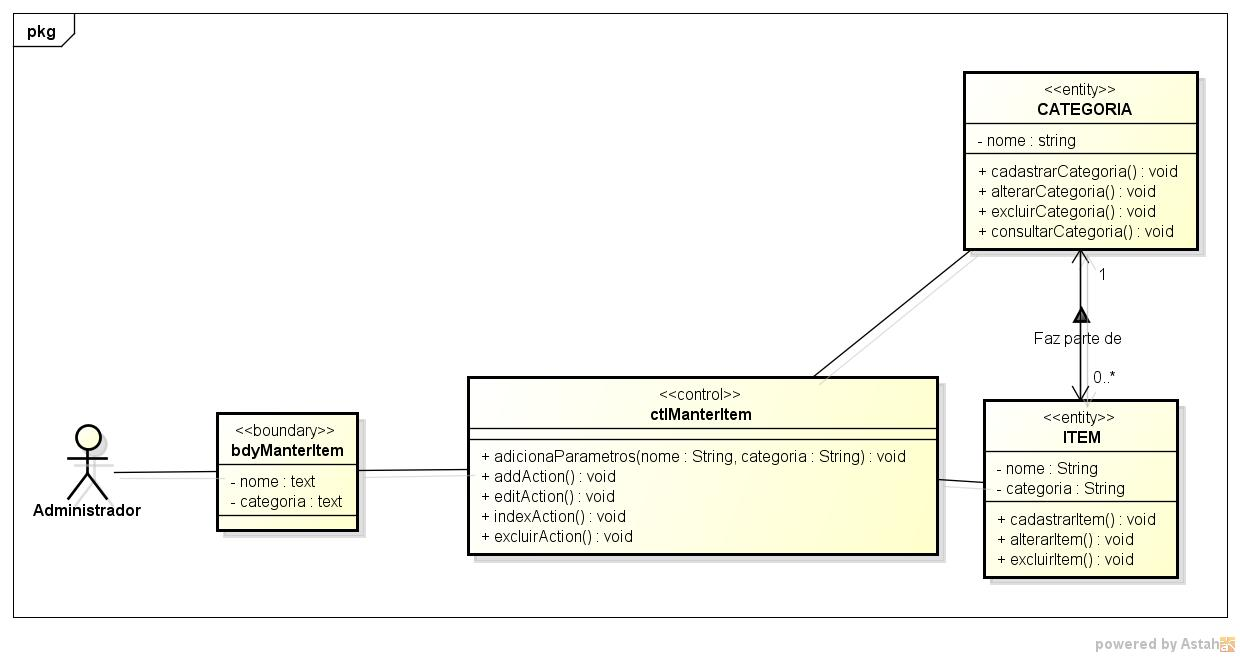 pkg
<<entity>>
CATEGORIA
- nome : string
+ cadastrarCategoria() : void
+ alterarCategoria() : void
+ excluirCategoria() : void
+ consultarCategoria() : void
1
Faz parte de
0..*
<<control>>
ctlManterItem
+ adicionaParametros(nome : String, categoria : String) : void
+ addAction() : void
+ editAction() : void
+ indexAction() : void
+ excluirAction() : void
<<entity>>
ITEM
- nome : String
- categoria : String
+ cadastrarItem() : void
+ alterarItem() : void
+ excluirItem() : void
<<boundary>>
bdyManterItem
- nome : text
- categoria : text
Administrador
powered by Astah